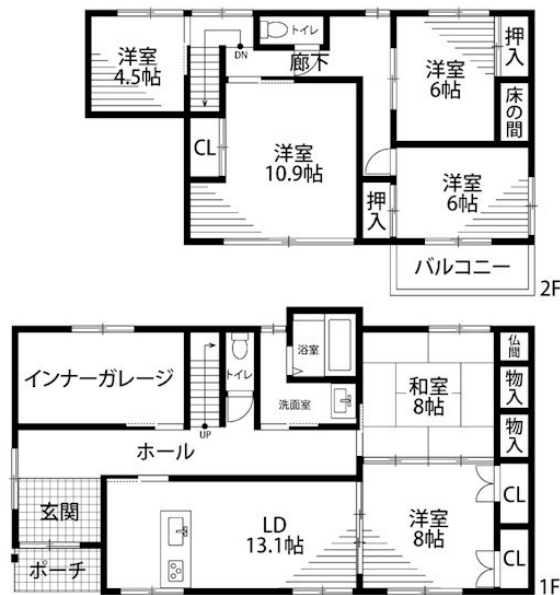 トイレ
洋室
4.5帖
DN
廊下
洋室
6帖
押入
床の間
CL
洋室
10.9帖
洋室
6帖
押入
バルコニー
2F
インナーガレージ
トイレ
浴室
洗面室
和室
8帖
仏間
物入
物入
UP
ホール
玄関
LD
13.1帖
洋室
8帖
CL
CL
ポーチ
1F